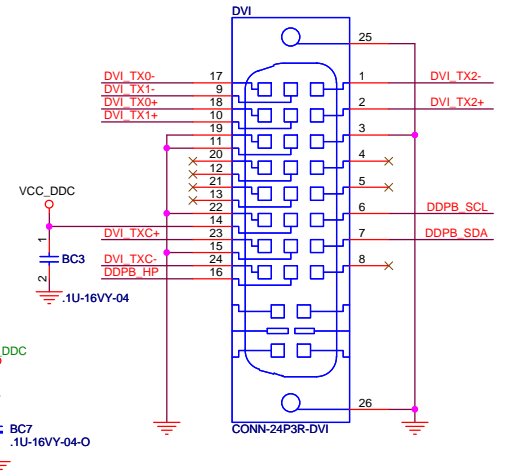 DVI
25
DVI_TX0- 17
1 DVI_TX2-
DVI_TX1- 9
DVI_TX0+ 18
2 DVI_TX2+
DVI_TX1+ 10
19
3
11
20
4
12
21
5
13
VCC_DDC
22
6 DDPB_SCL
14
1
DVI_TXC+ 23
7 DDPB_SDA
15
BC3
DVI_TXC- 24
8
2
DDPB_HP 16
.1U-16VY-04
_DDC
26
BC7
CONN-24P3R-DVI
.1U-16VY-04-O